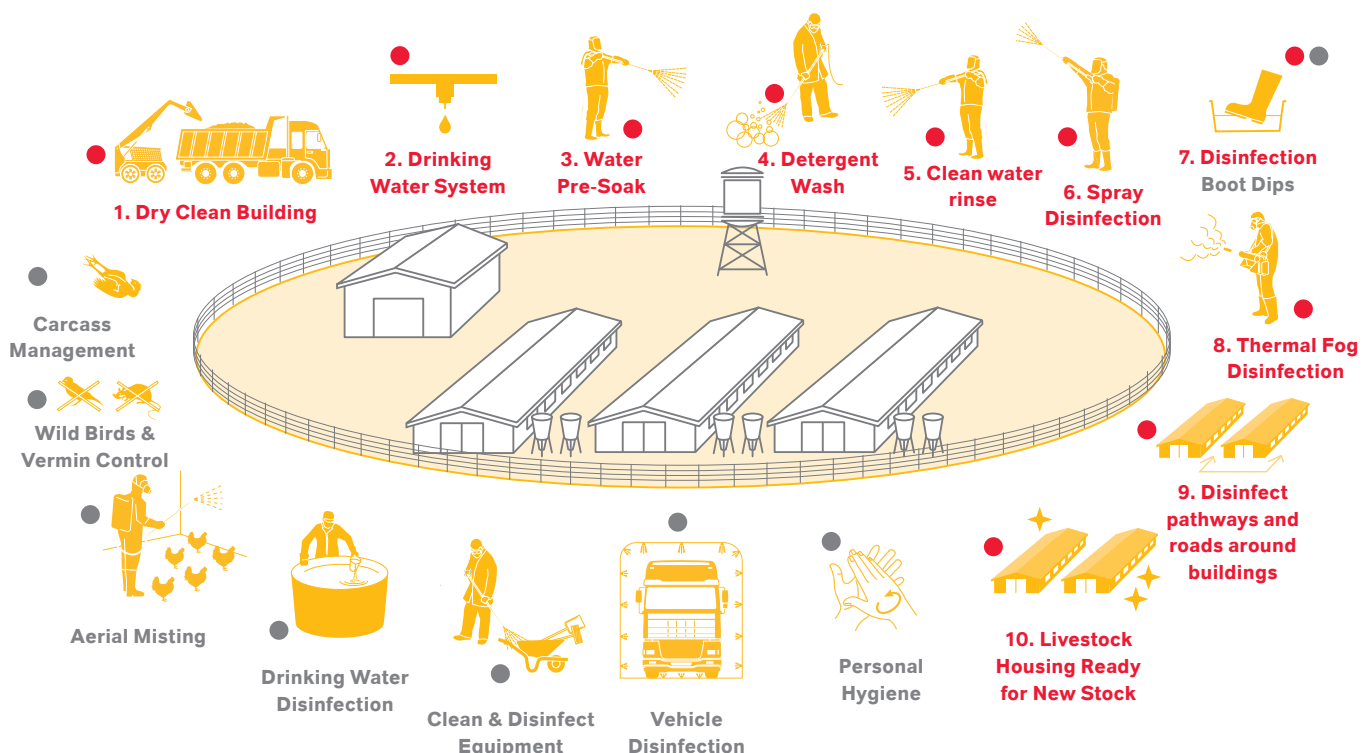 1. Dry Clean Building
2. Drinking
Water System
3. Water
Pre-Soak
4. Detergent
Wash
5. Clean water
rinse
6. Spray
Disinfection
7. Disinfection
Boot Dips
8. Thermal Fog
Disinfection
9. Disinfect
pathways and
roads around
buildings
10. Livestock
Housing Ready
for New Stock
Carcass
Management
Wild Birds &
Vermin Control
Aerial Misting
Drinking Water
Disinfection
Clean & Disinfect
Equipment
Vehicle
Disinfection
Personal
Hygiene